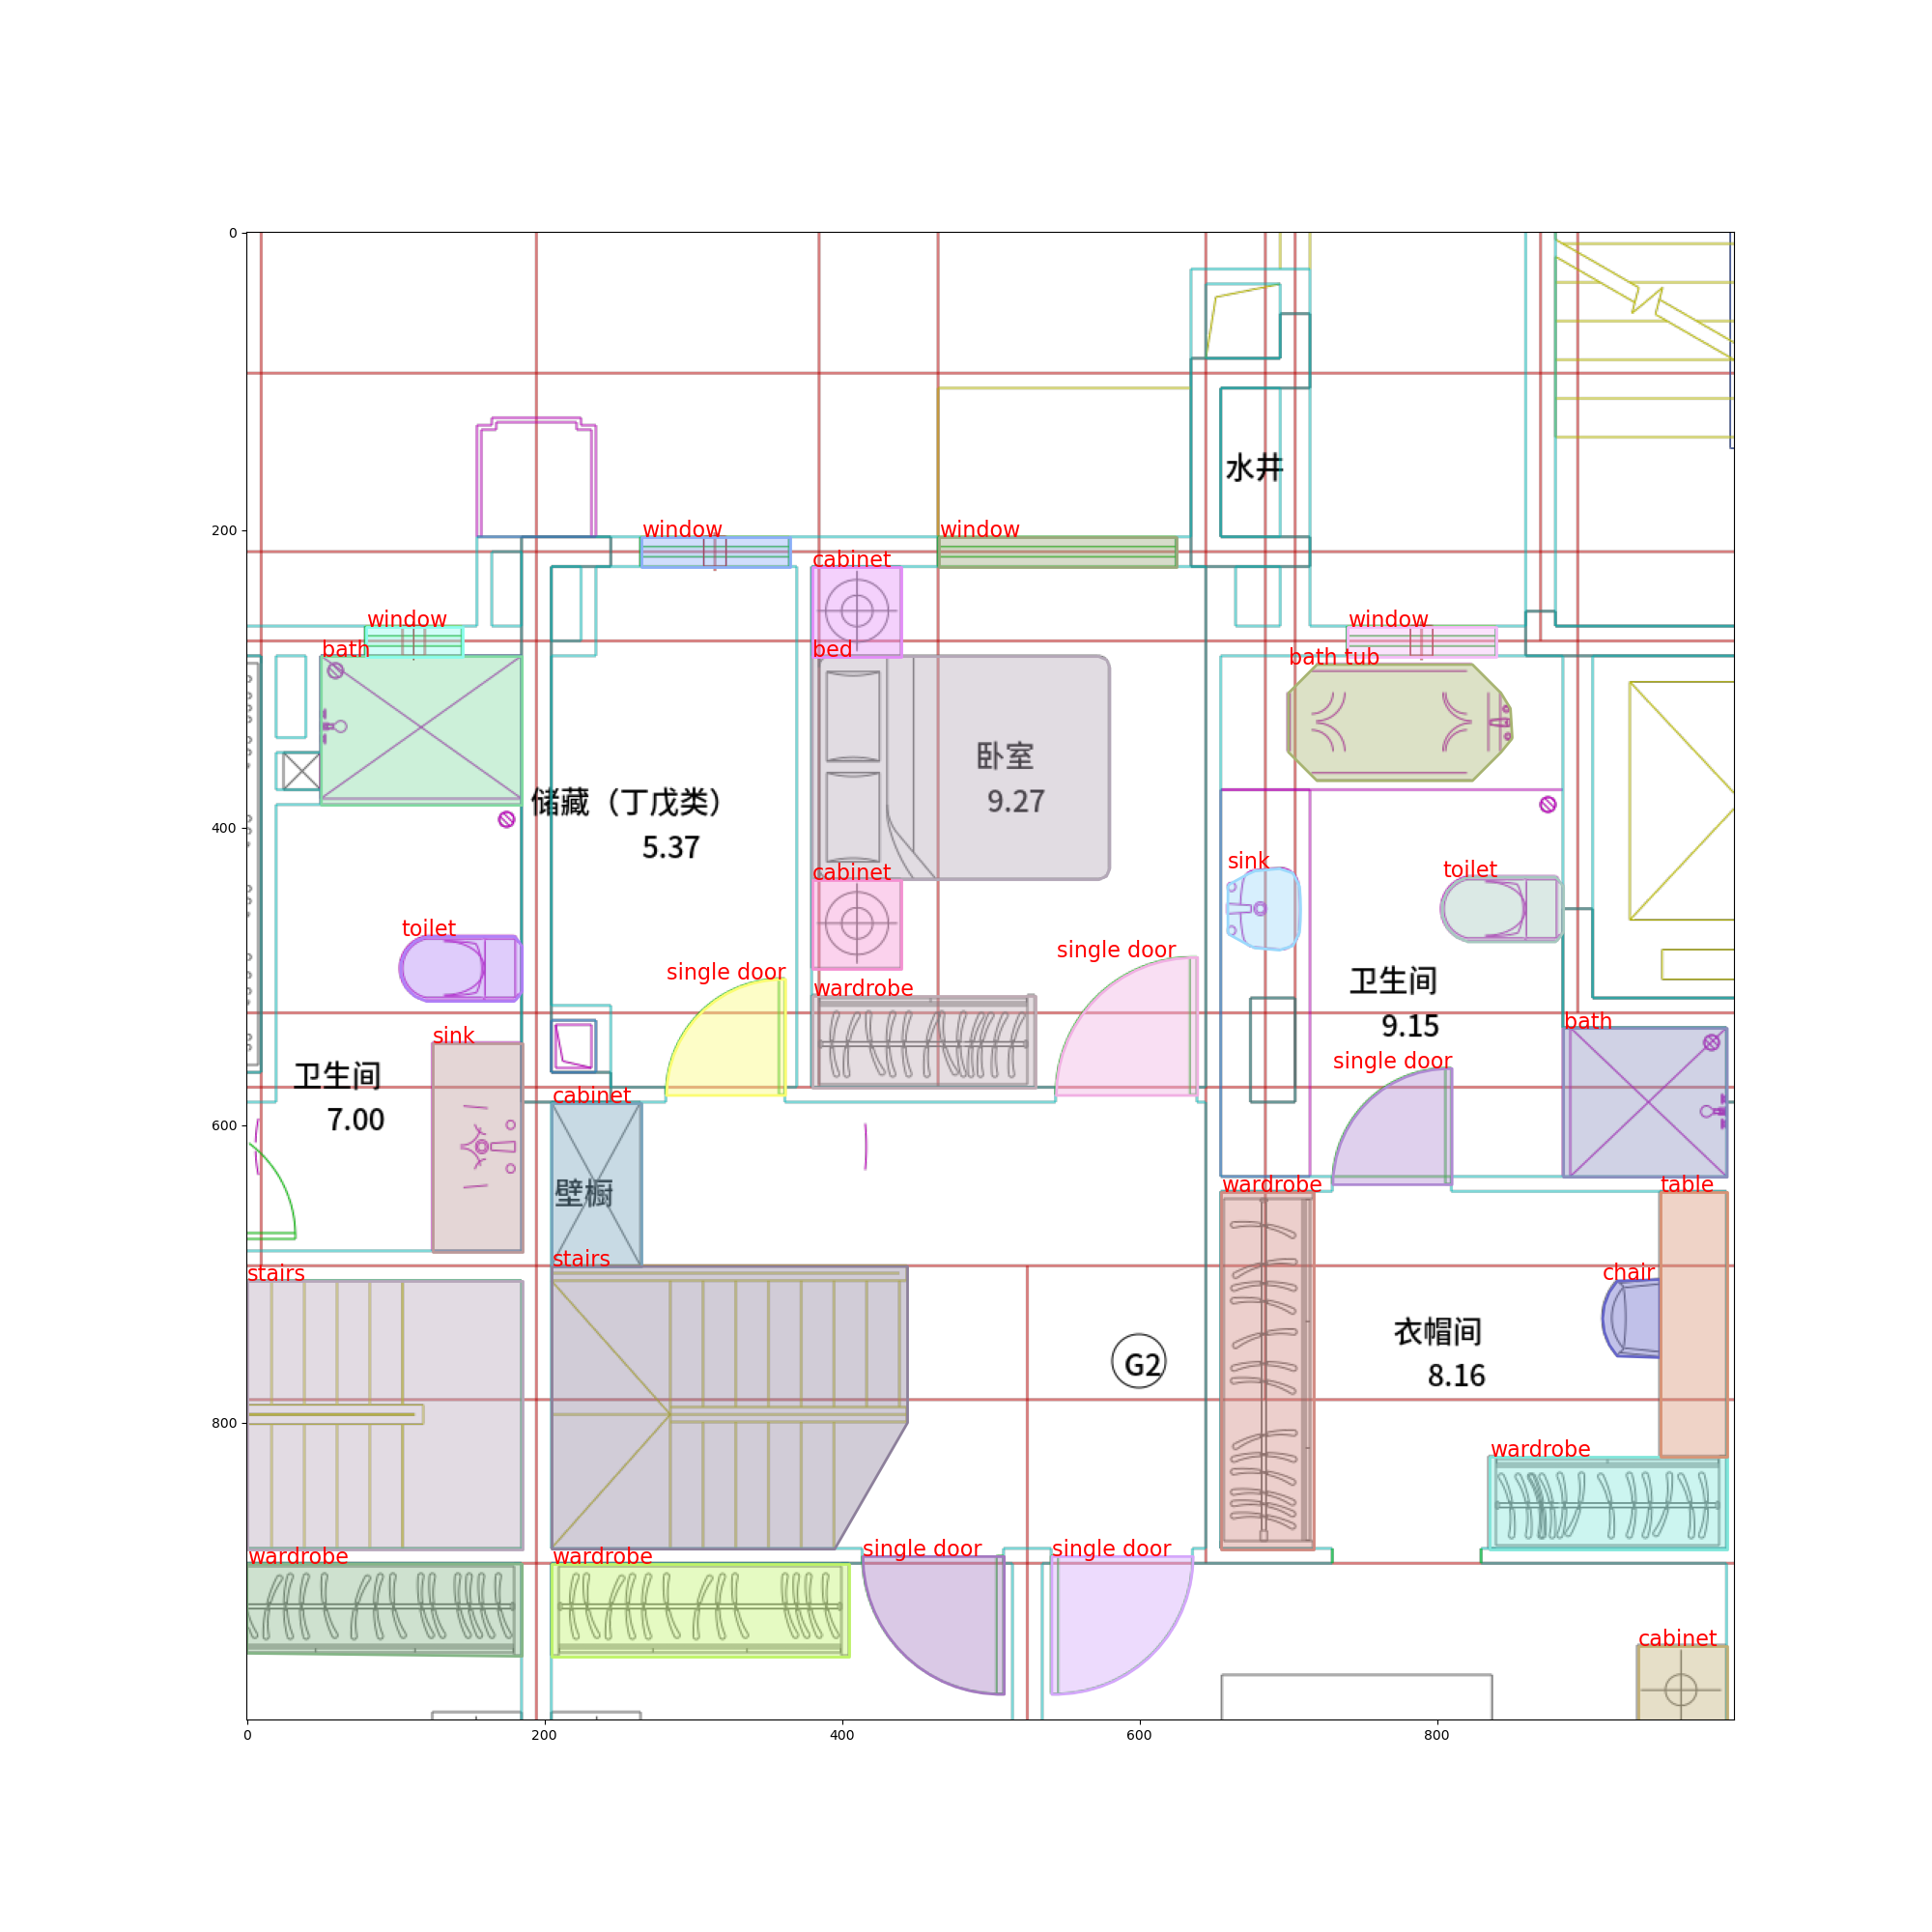 0
水井
200
window
window
cabinet
window
window
bath
bed
bath tub
卧室
9.27
储藏（丁戊类）
5.37
400
sink
toilet
cabinet
toilet
single door
single door
wardrobe
卫生间
9.15
bath
sink
single door
卫生间
7.00
cabinet
600
壁橱
wardrobe
table
stairs
stairs
chair
衣帽间
8.16
G2
800
wardrobe
single door
single door
wardrobe
wardrobe
cabinet
0
200
400
600
800